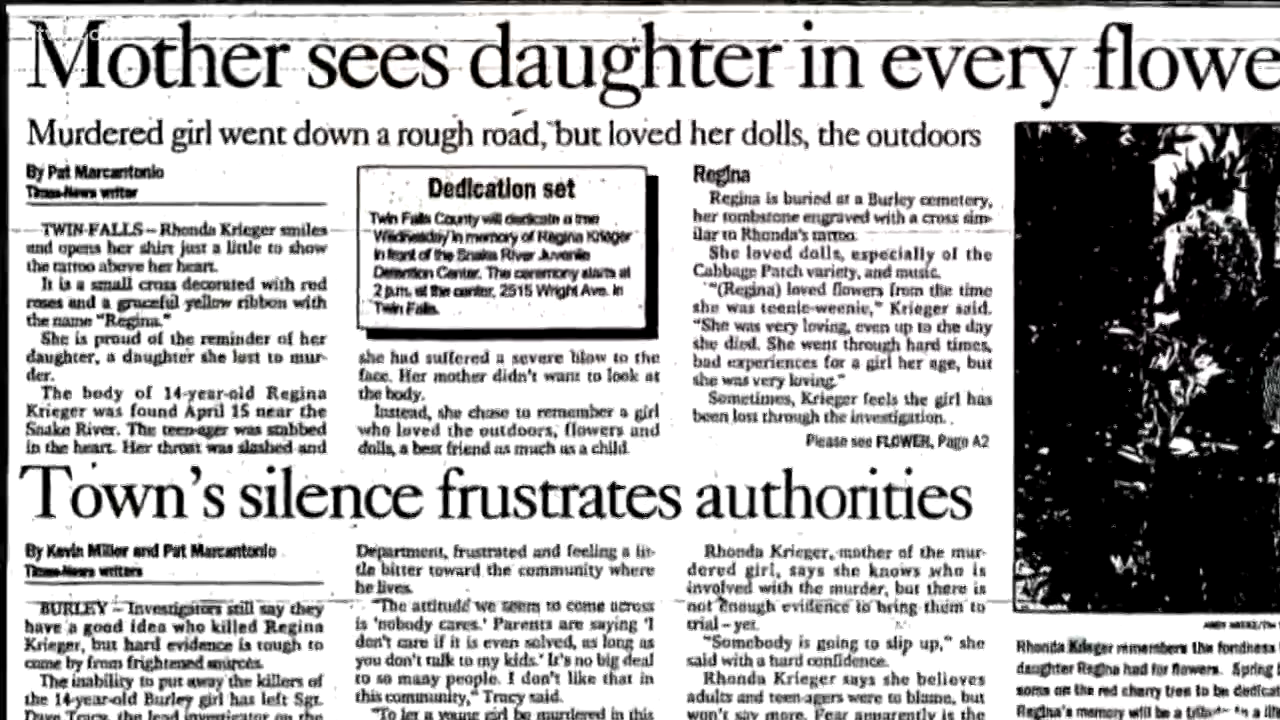 Mother sees daughter in every flowe
Murdered girl went down a rough road, but loved her dolls, the outdoors
By Pat Marcantonio
Times-News writer
TWIN FALLS – Rhonda Krieger smiles
and opens her shirt just a little to show
the tattoo above her heart.
It is a small cross decorated with red
roses and a graceful yellow ribbon with
the name "Regina."
She is proud of the reminder of her
daughter, a daughter she lost to mur-
der.
The body of 14-year-old Regina
Krieger was found April 15 near the
Snake River. The teen-ager was stabbed
in the heart. Her throat was slashed and
Dedication set
Twin Falls County will dedicate a tree
Wednesday in memory of Regina Krieger
in front of the Snake River Juvenile
Detention Center. The ceremony starts at
2 p.m. at the center, 2515 Wright Ave. in
Twin Falls.
she had suffered a severe blow to the
face. Her mother didn't want to look at
the body.
Instead, she chose to remember a girl
who loved the outdoors, flowers and
dolls, a best friend as much as a child.
Regina
Regina is buried at a Burley cemetery,
her tombstone engraved with a cross sim-
ilar to Rhonda's tattoo.
She loved dolls, especially of the
Cabbage Patch variety, and music.
"(Regina) loved flowers from the time
she was teenie-weenie," Krieger said.
"She was very loving, even up to the day
she died. She went through hard times,
bad experiences for a girl her age, but
she was very loving."
Sometimes, Krieger feels the girl has
been lost through the investigation.
Please see FLOWER, Page A2
Town's silence frustrates authorities
By Kevin Miller and Pat Marcantonio
Times-News writers
BURLEY – Investigators still say they
have a good idea who killed Regina
Krieger, but hard evidence is tough to
come by from frightened sources.
The inability to put away the killers of
the 14-year-old Burley girl has left Sgt.
Dave Tracy, the lead investigator on the
Department, frustrated and feeling a lit-
tle bitter toward the community where
he lives.
"The attitude we seem to come across
is 'nobody cares.' Parents are saying 'I
don't care if it is even solved, as long as
you don't talk to my kids.' It's no big deal
to so many people. I don't like that in
this community," Tracy said.
"To let a young girl be murdered in this
Rhonda Krieger, mother of the mur-
dered girl, says she knows who is
involved with the murder, but there is
not enough evidence to bring them to
trial – yet.
"Somebody is going to slip up," she
said with a hard confidence.
Rhonda Krieger says she believes
adults and teen-agers were to blame, but
won't say more. Fear apparently is the
Rhonda Krieger remembers the fondness
daughter Regina had for flowers. Spring
soms on the red cherry tree to be dedicat
Regina's memory will be a